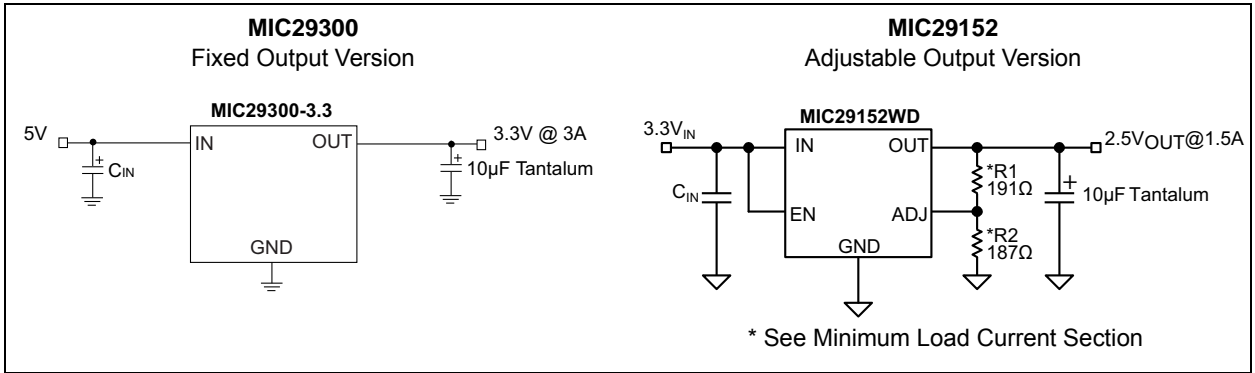 MIC29300
Fixed Output Version
MIC29300-3.3
5V
IN
OUT
3.3V @ 3A
+
CIN
+
10µF Tantalum
GND
MIC29152
Adjustable Output Version
MIC29152WD
3.3VIN
IN
OUT
2.5VOUT@1.5A
*R1
191Ω
CIN
+
10µF Tantalum
EN
ADJ
*R2
187Ω
GND
* See Minimum Load Current Section